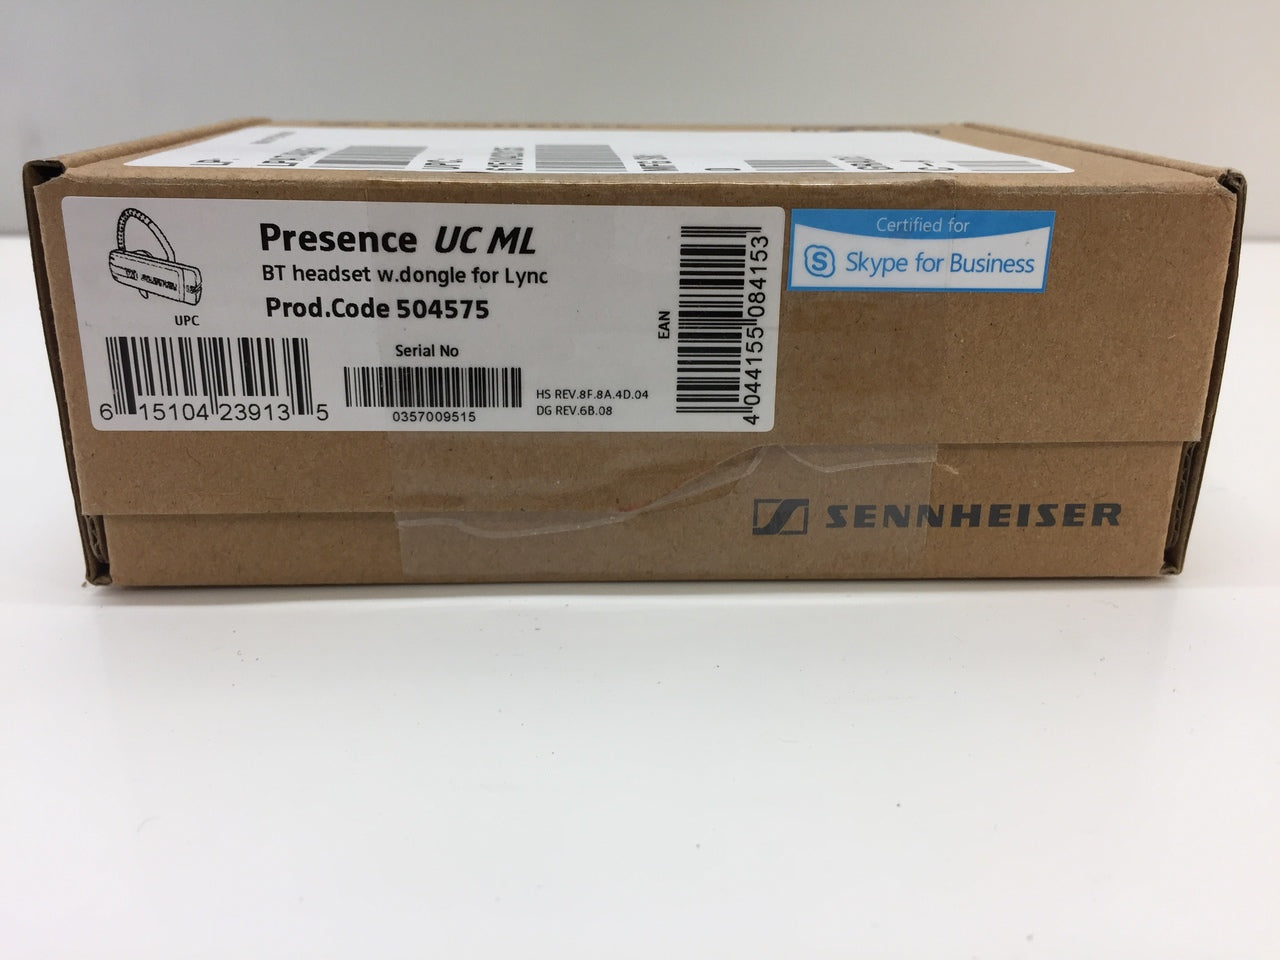 Presence UC ML
BT headset w.dongle for Lync
Prod.Code 504575
UPC
6 15104 23913 5
Serial No
0357009515
HS REV.8F.8A.4D.04
DG REV.6B.08
EAN
4 044155 084153
Certified for
Skype for Business
SENNHEISER